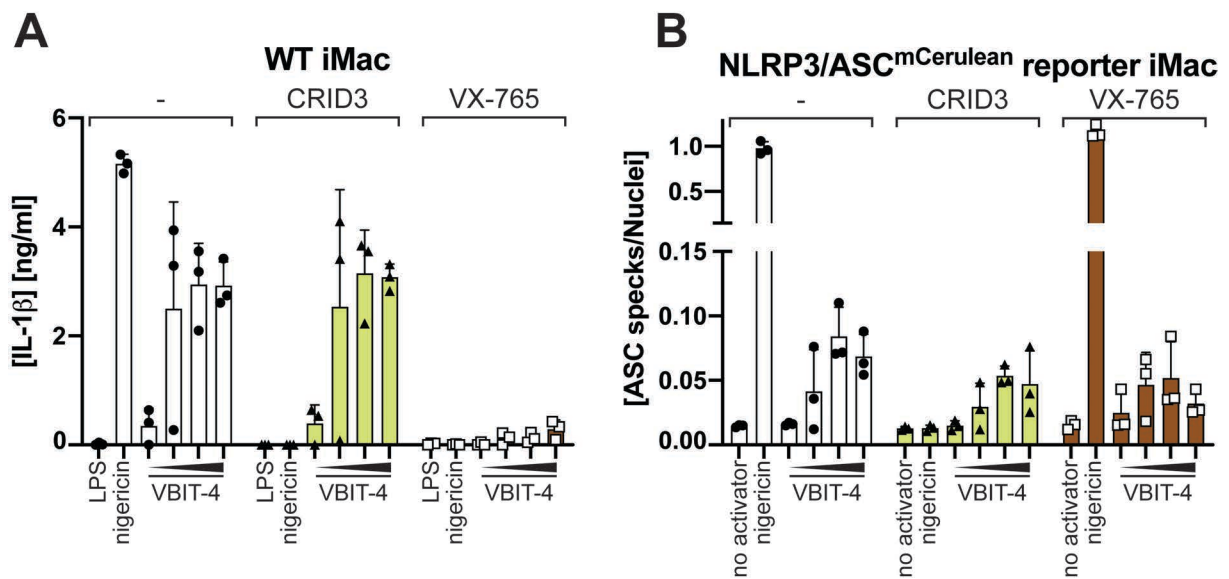 A
WT iMac
- CRID3 VX-765
[IL-1β] [ng/ml]
6
4
2
0
LPS
nigericin
VBIT-4
LPS
nigericin
VBIT-4
LPS
nigericin
VBIT-4
B
NLRP3/ASCmCerulean reporter iMac
- CRID3 VX-765
[ASC specks/Nuclei]
1.0
0.5
0.15
0.10
0.05
0.00
no activator
nigericin
VBIT-4
no activator
nigericin
VBIT-4
no activator
nigericin
VBIT-4